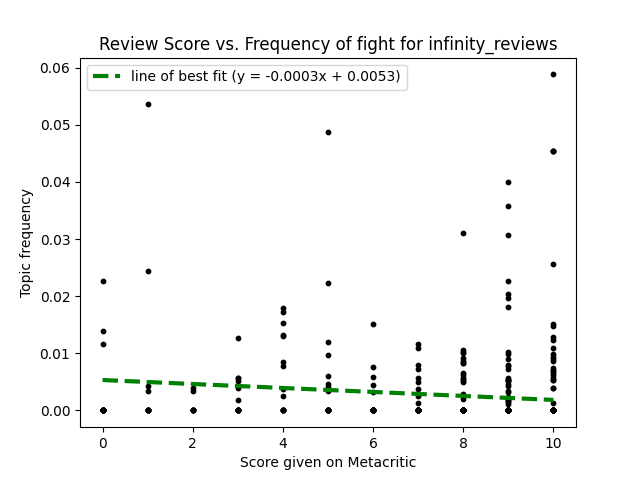 Review Score vs. Frequency of fight for infinity_reviews
line of best fit (y = -0.0003x + 0.0053)
0.06
0.05
0.04
0.03
0.02
0.01
0.00
Topic frequency
0 2 4 6 8 10
Score given on Metacritic